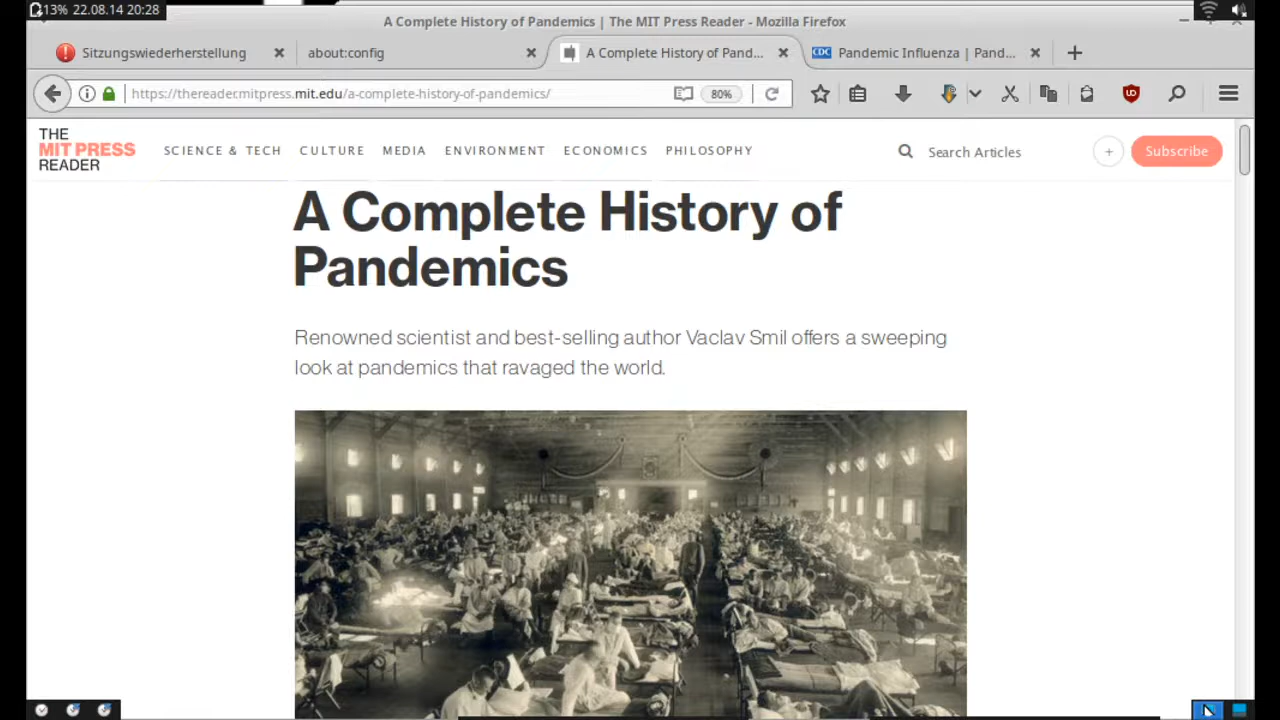 13% 22.08.14 20:28
A Complete History of Pandemics | The MIT Press Reader - Mozilla Firefox
Sitzungswiederherstellung
about:config
A Complete History of Pand...
CDC Pandemic Influenza | Pand...
https://thereader.mitpress.mit.edu/a-complete-history-of-pandemics/
80%
THE
MIT PRESS
READER
SCIENCE & TECH
CULTURE
MEDIA
ENVIRONMENT
ECONOMICS
PHILOSOPHY
Search Articles
Subscribe
A Complete History of
Pandemics
Renowned scientist and best-selling author Vaclav Smil offers a sweeping
look at pandemics that ravaged the world.